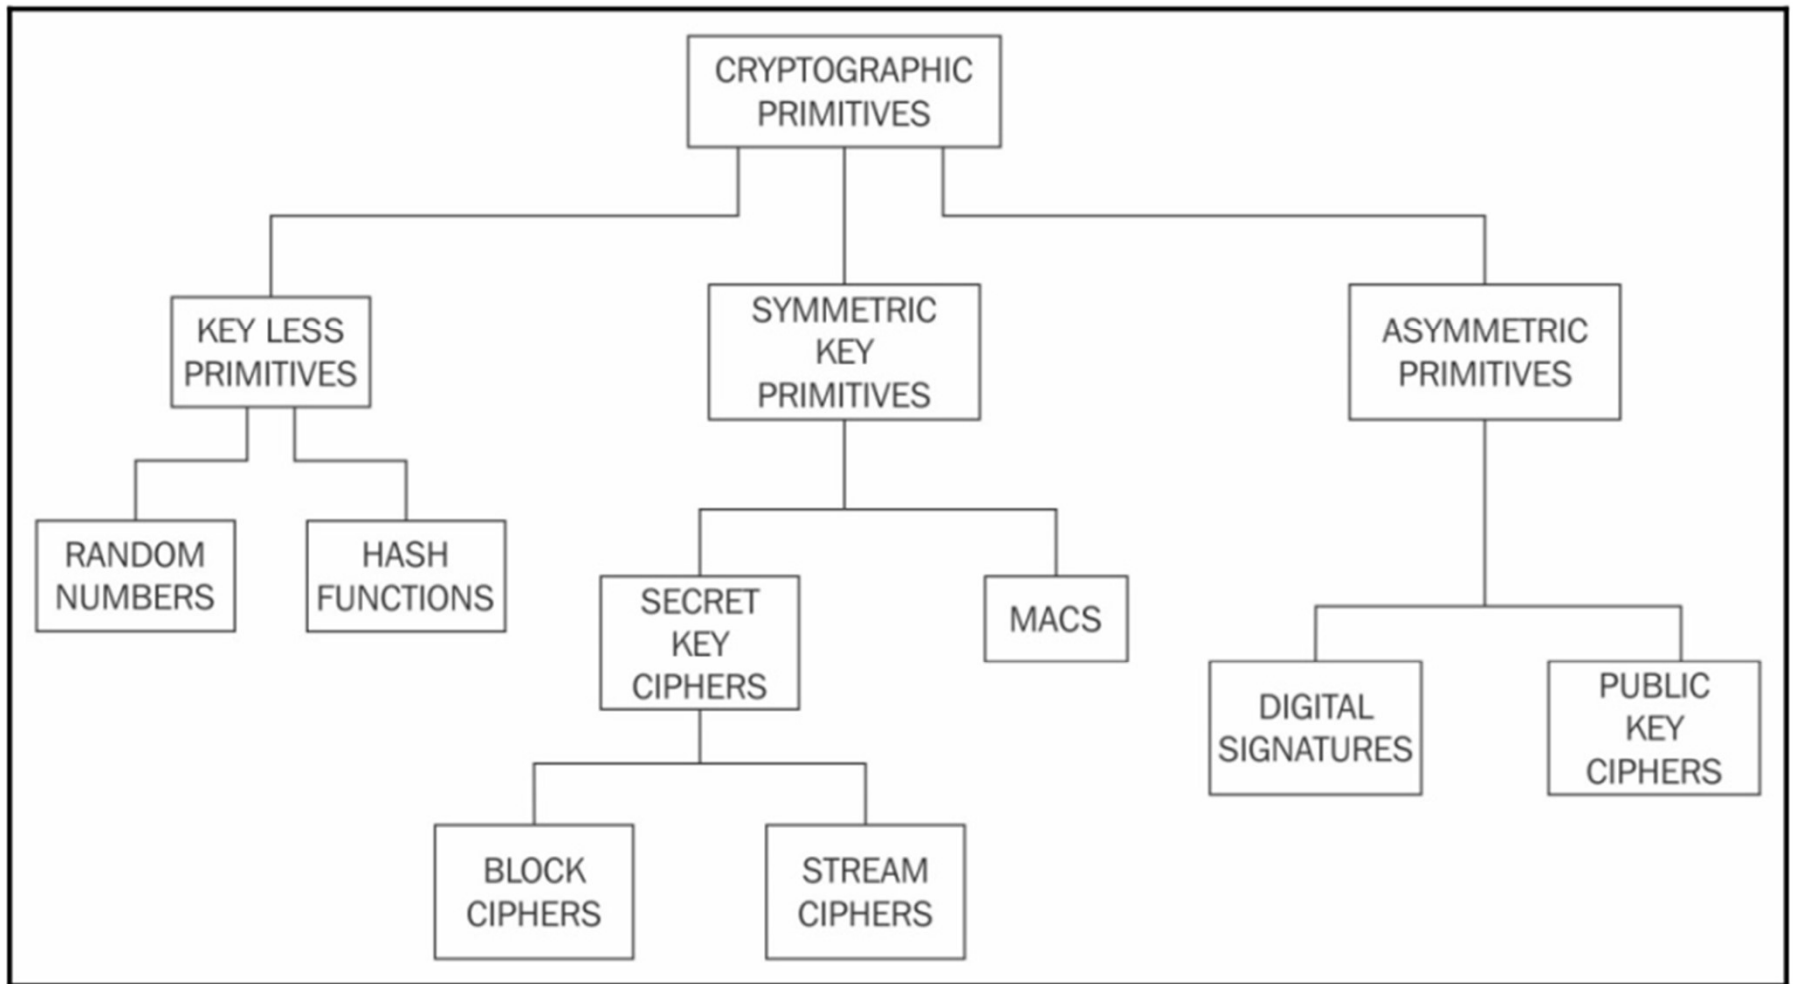 CRYPTOGRAPHIC
PRIMITIVES
KEY LESS
PRIMITIVES
SYMMETRIC
KEY
PRIMITIVES
ASYMMETRIC
PRIMITIVES
RANDOM
NUMBERS
HASH
FUNCTIONS
SECRET
KEY
CIPHERS
MACS
DIGITAL
SIGNATURES
PUBLIC
KEY
CIPHERS
BLOCK
CIPHERS
STREAM
CIPHERS